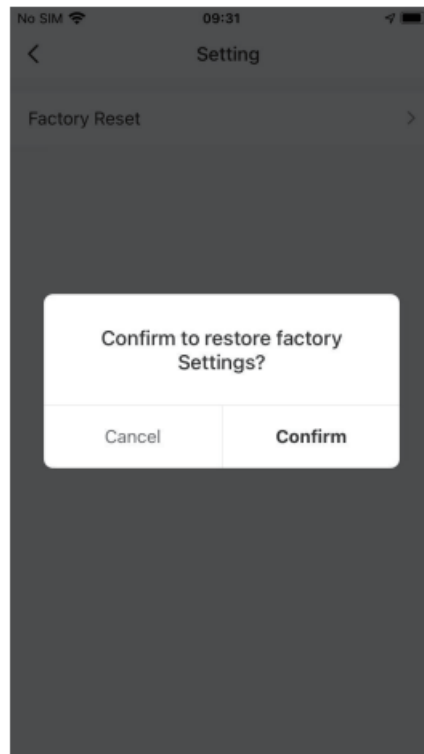 No SIM 09:31
Setting
Factory Reset
Confirm to restore factory
Settings?
Cancel Confirm